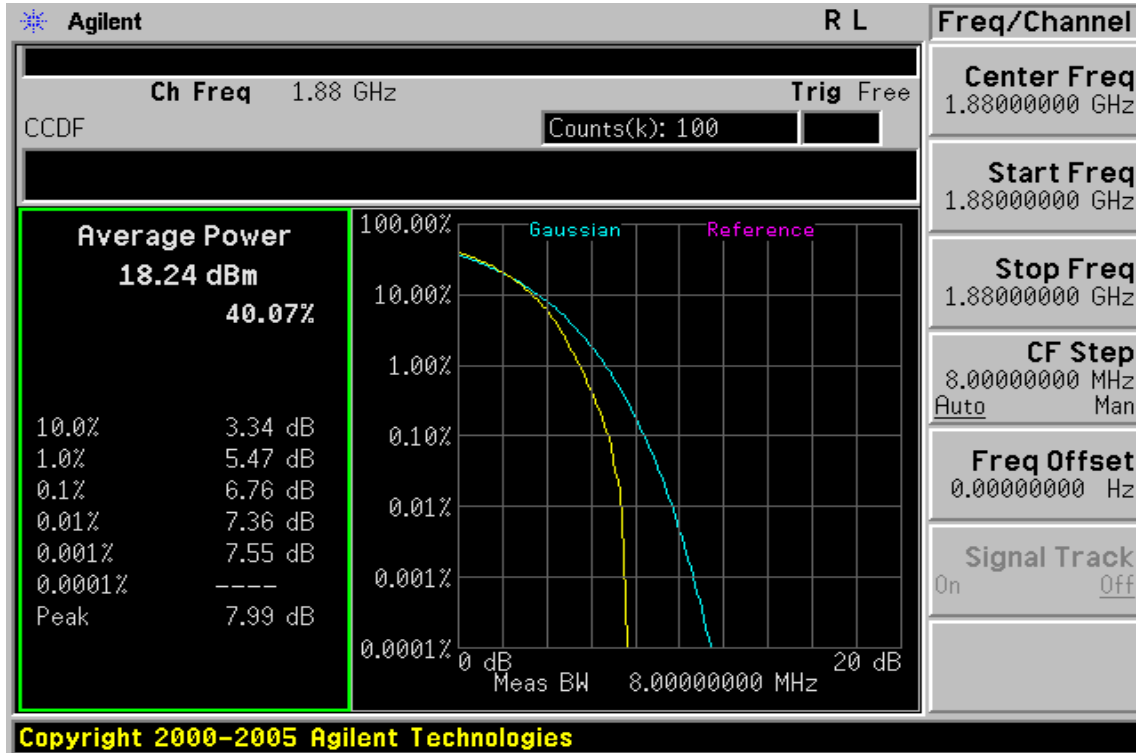 Agilent R L Freq/Channel
Ch Freq 1.88 GHz Trig Free
CCDF Counts(k): 100
Center Freq
1.88000000 GHz
Start Freq
1.88000000 GHz
Stop Freq
1.88000000 GHz
CF Step
8.00000000 MHz
Auto Man
Freq Offset
0.00000000 Hz
Signal Track
On Off
Average Power
18.24 dBm
40.07%
10.0% 3.34 dB
1.0% 5.47 dB
0.1% 6.76 dB
0.01% 7.36 dB
0.001% 7.55 dB
0.0001% ----
Peak 7.99 dB
Gaussian Reference
100.00%
10.00%
1.00%
0.10%
0.01%
0.001%
0.0001%
0 dB 20 dB
Meas BW 8.00000000 MHz
Copyright 2000-2005 Agilent Technologies